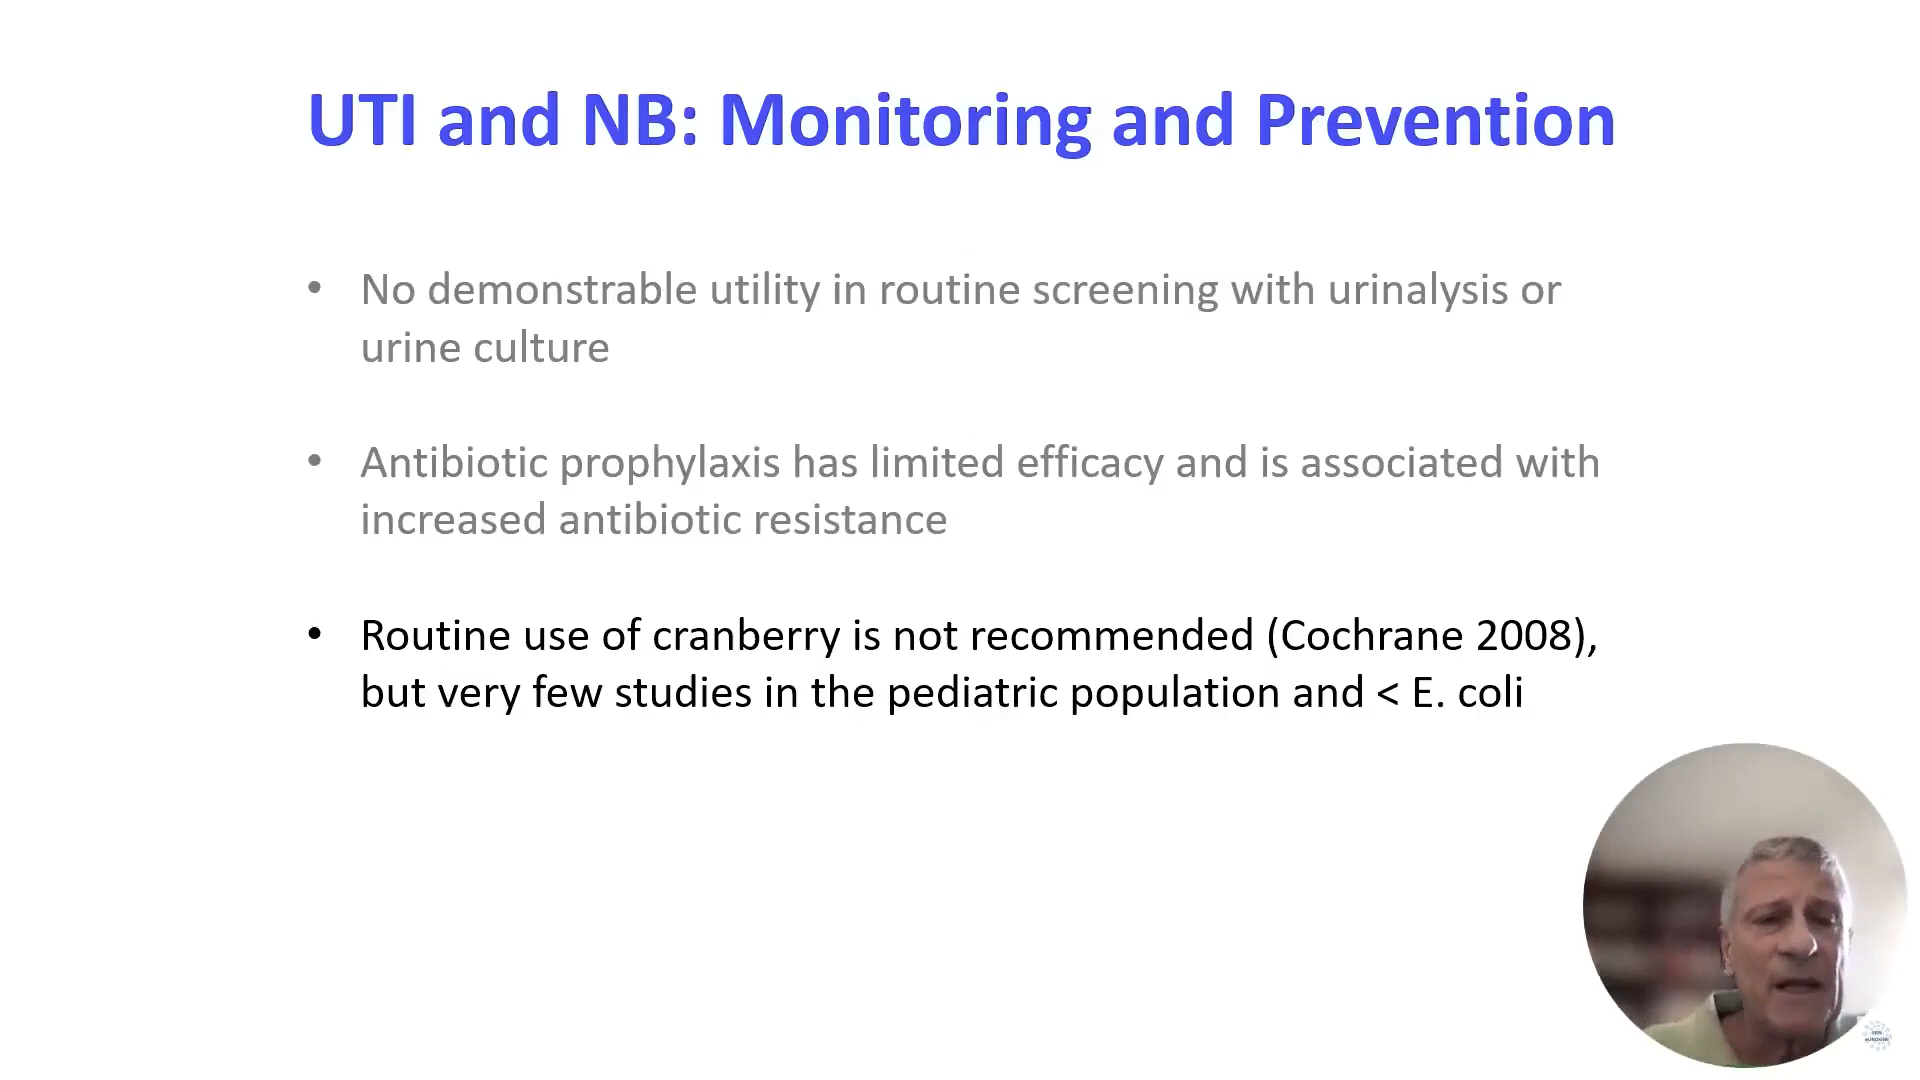 UTI and NB: Monitoring and Prevention
• No demonstrable utility in routine screening with urinalysis or
urine culture
• Antibiotic prophylaxis has limited efficacy and is associated with
increased antibiotic resistance
• Routine use of cranberry is not recommended (Cochrane 2008),
but very few studies in the pediatric population and < E. coli
ERN
eUROGEN